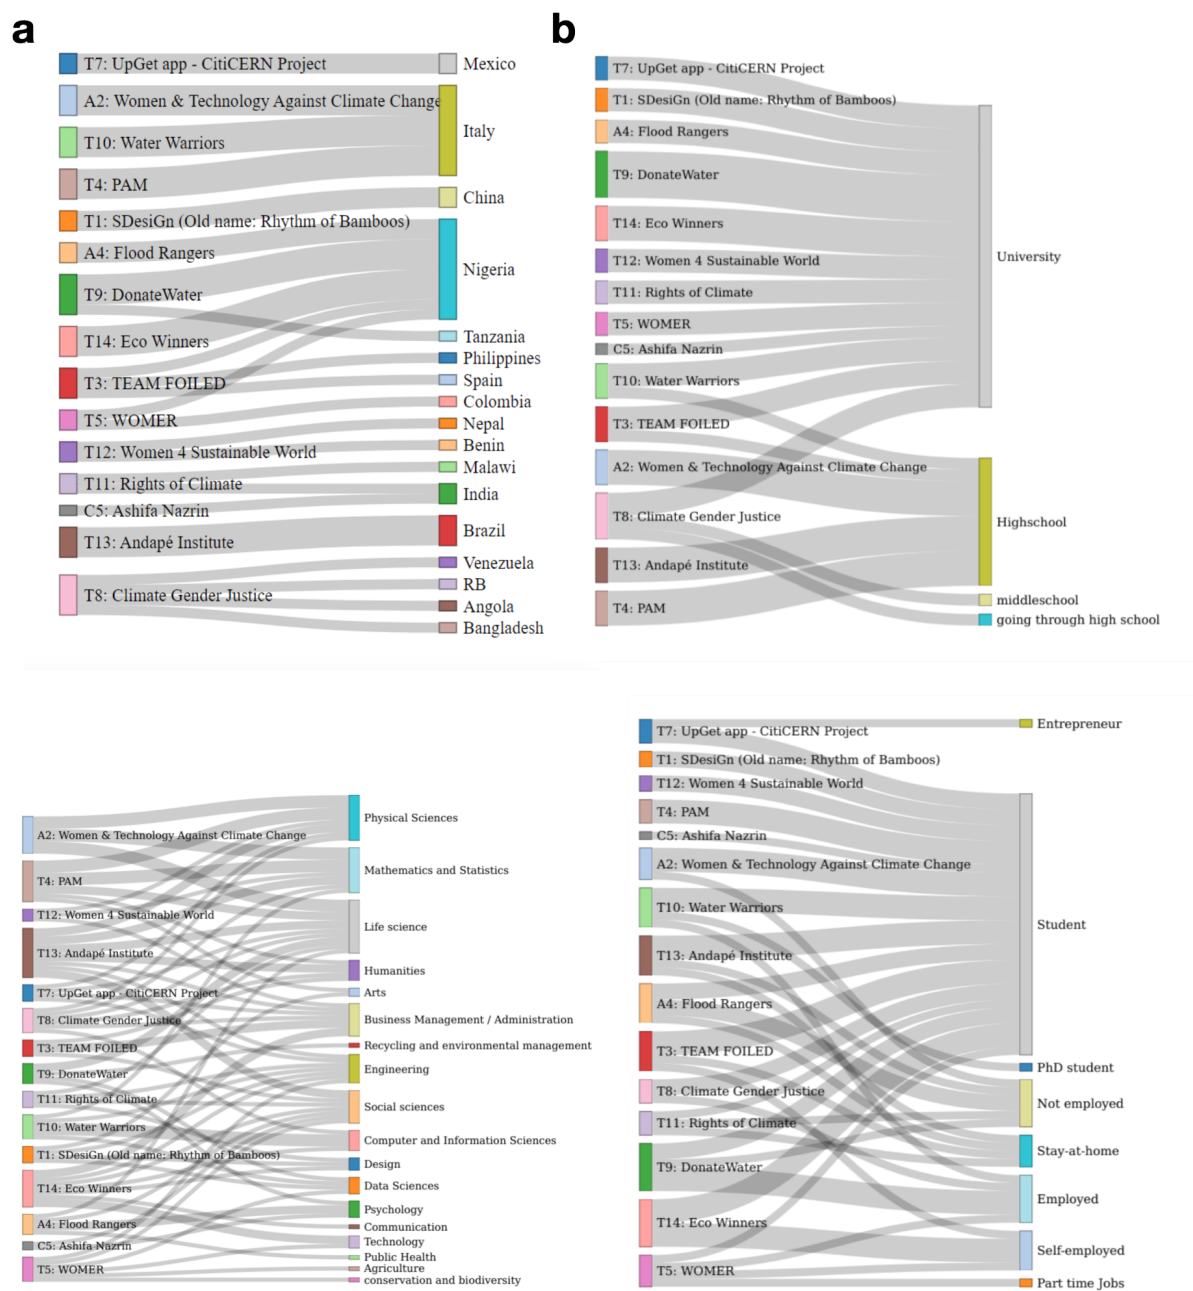 a
T7: UpGet app - CitiCERN Project
A2: Women & Technology Against Climate Change
T10: Water Warriors
T4: PAM
T1: SDesiGn (Old name: Rhythm of Bamboos)
A4: Flood Rangers
T9: DonateWater
T14: Eco Winners
T3: TEAM FOILED
T5: WOMER
T12: Women 4 Sustainable World
T11: Rights of Climate
C5: Ashifa Nazrin
T13: Andapé Institute
T8: Climate Gender Justice
Mexico
Italy
China
Nigeria
Tanzania
Philippines
Spain
Colombia
Nepal
Benin
Malawi
India
Brazil
Venezuela
RB
Angola
Bangladesh
b
T7: UpGet app - CitiCERN Project
T1: SDesiGn (Old name: Rhythm of Bamboos)
A4: Flood Rangers
T9: DonateWater
T14: Eco Winners
T12: Women 4 Sustainable World
T11: Rights of Climate
T5: WOMER
C5: Ashifa Nazrin
T10: Water Warriors
T3: TEAM FOILED
A2: Women & Technology Against Climate Change
T8: Climate Gender Justice
T13: Andapé Institute
T4: PAM
University
Highschool
middleschool
going through high school
A2: Women & Technology Against Climate Change
T4: PAM
T12: Women 4 Sustainable World
T13: Andapé Institute
T7: UpGet app - CitiCERN Project
T8: Climate Gender Justice
T3: TEAM FOILED
T9: DonateWater
T11: Rights of Climate
T10: Water Warriors
T1: SDesiGn (Old name: Rhythm of Bamboos)
T14: Eco Winners
A4: Flood Rangers
C5: Ashifa Nazrin
T5: WOMER
Physical Sciences
Mathematics and Statistics
Life science
Humanities
Arts
Business Management / Administration
Recycling and environmental management
Engineering
Social sciences
Computer and Information Sciences
Design
Data Sciences
Psychology
Communication
Technology
Public Health
Agriculture
conservation and biodiversity
T7: UpGet app - CitiCERN Project
T1: SDesiGn (Old name: Rhythm of Bamboos)
T12: Women 4 Sustainable World
T4: PAM
C5: Ashifa Nazrin
A2: Women & Technology Against Climate Change
T10: Water Warriors
T13: Andapé Institute
A4: Flood Rangers
T3: TEAM FOILED
T8: Climate Gender Justice
T11: Rights of Climate
T9: DonateWater
T14: Eco Winners
T5: WOMER
Entrepreneur
Student
PhD student
Not employed
Stay-at-home
Employed
Self-employed
Part time Jobs